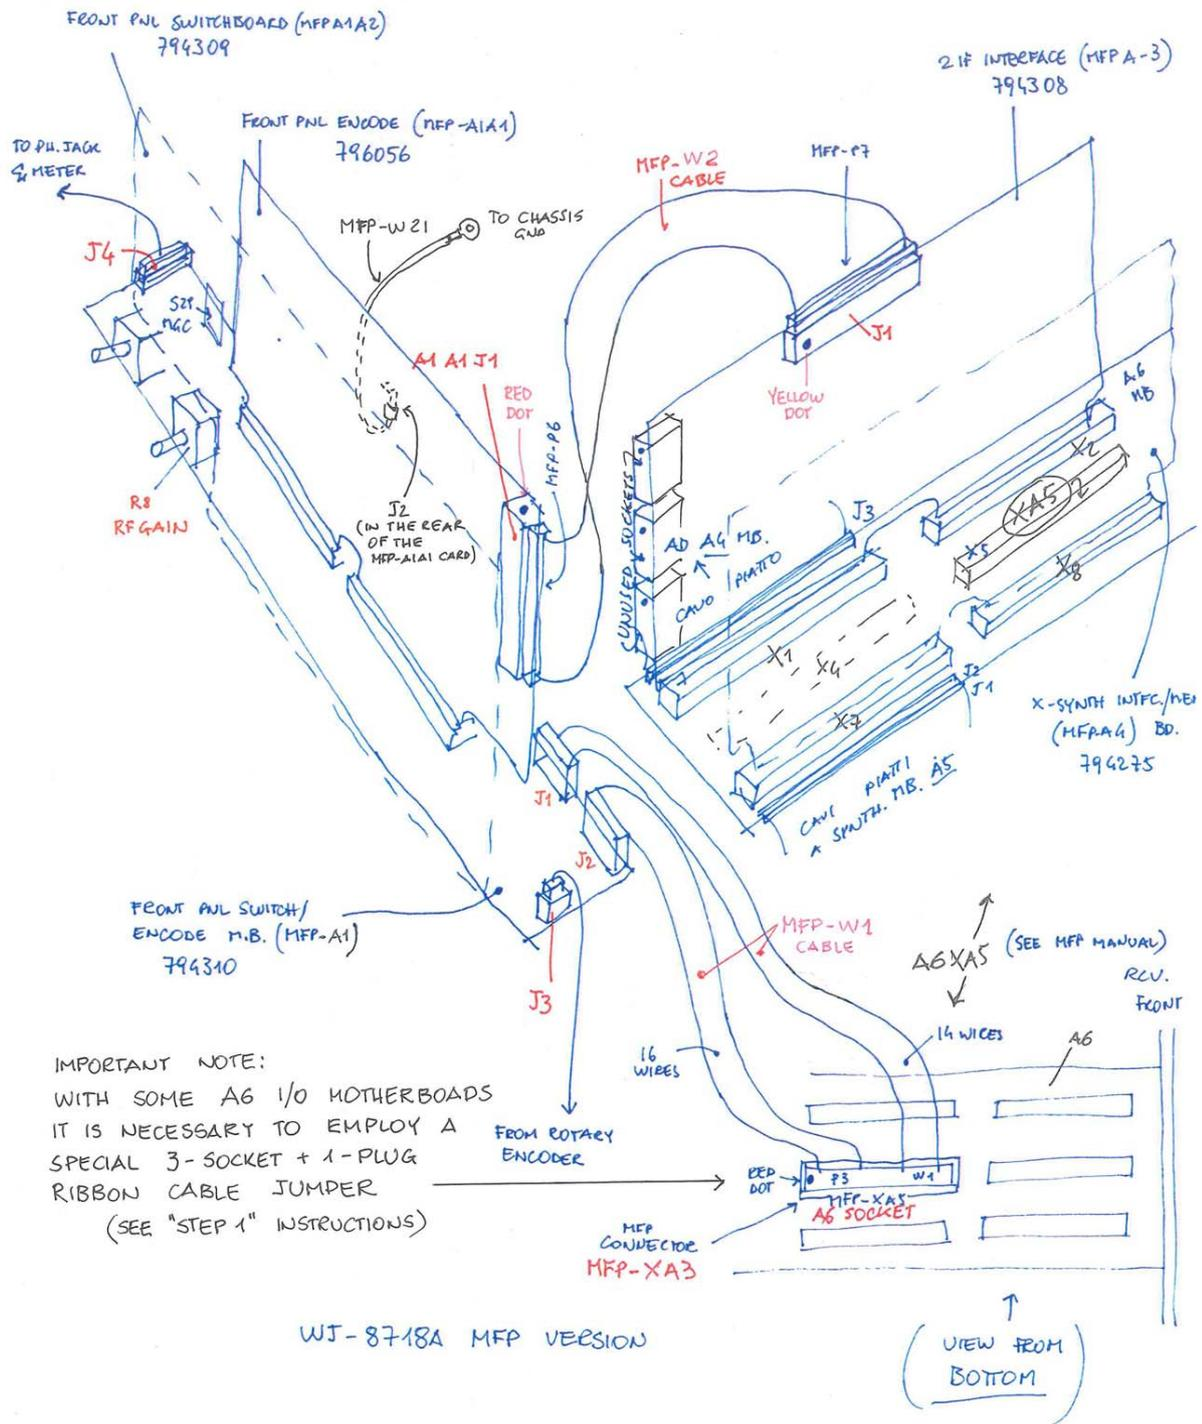 FRONT PNL SWITCHBOARD (MFPA1A2)
794309
2 IF INTERFACE (MFP A-3)
794308
FRONT PNL ENCODE (MFP-A1A1)
796056
TO PH. JACK
& METER
MFP-W2
CABLE
MFP-P7
MFP-W21
TO CHASSIS
GND
J4
MGC
A1 A1 J1
RED
DOT
MFP-P6
J1
YELLOW
DOT
A6
MB
R8
RF GAIN
J2
(IN THE REAR
OF THE
MFP-A1A1 CARD)
(UNUSED SOCKETS?
AD A4 MB.
CAVO PIATTO
J3
X2
XA5
2
X5
X8
X1
X4
X7
J2
J1
X-SYNTH INTFC./MEM
(MFP-A4) BD.
794275
CAVI PIATTI
A SYNTH. MB. A5
J1
J2
J3
FRONT PNL SWITCH/
ENCODE M.B. (MFP-A1)
794310
MFP-W1
CABLE
A6XA5 (SEE MFP MANUAL)
RCV.
FRONT
16
WIRES
14 WIRES
A6
IMPORTANT NOTE:
WITH SOME A6 I/O MOTHERBOADS
IT IS NECESSARY TO EMPLOY A
SPECIAL 3-SOCKET + 1-PLUG
RIBBON CABLE JUMPER
(SEE "STEP 1" INSTRUCTIONS)
FROM ROTARY
ENCODER
RED
DOT
P3
W1
MFP-XA5
A6 SOCKET
MFP
CONNECTOR
MFP-XA3
WJ-8718A MFP VERSION
(VIEW FROM
BOTTOM)